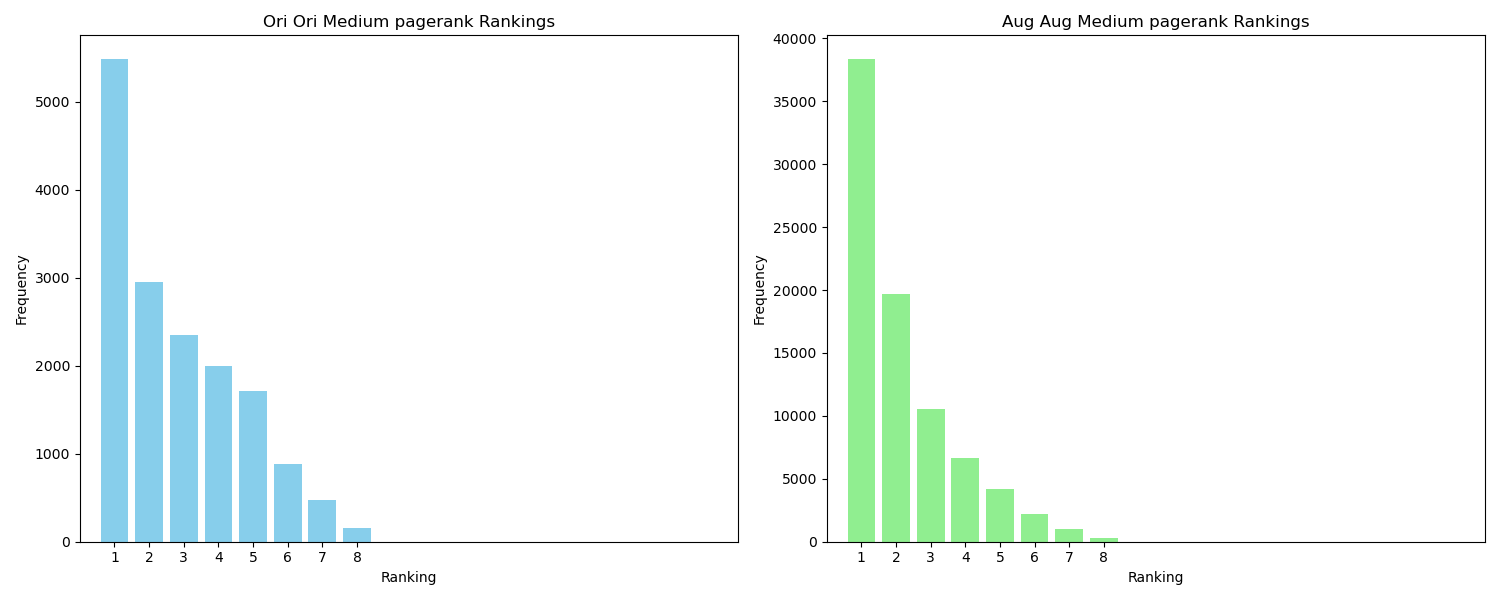 Ori Ori Medium pagerank Rankings
Frequency
5000
4000
3000
2000
1000
0
1 2 3 4 5 6 7 8
Ranking
Aug Aug Medium pagerank Rankings
Frequency
40000
35000
30000
25000
20000
15000
10000
5000
0
1 2 3 4 5 6 7 8
Ranking